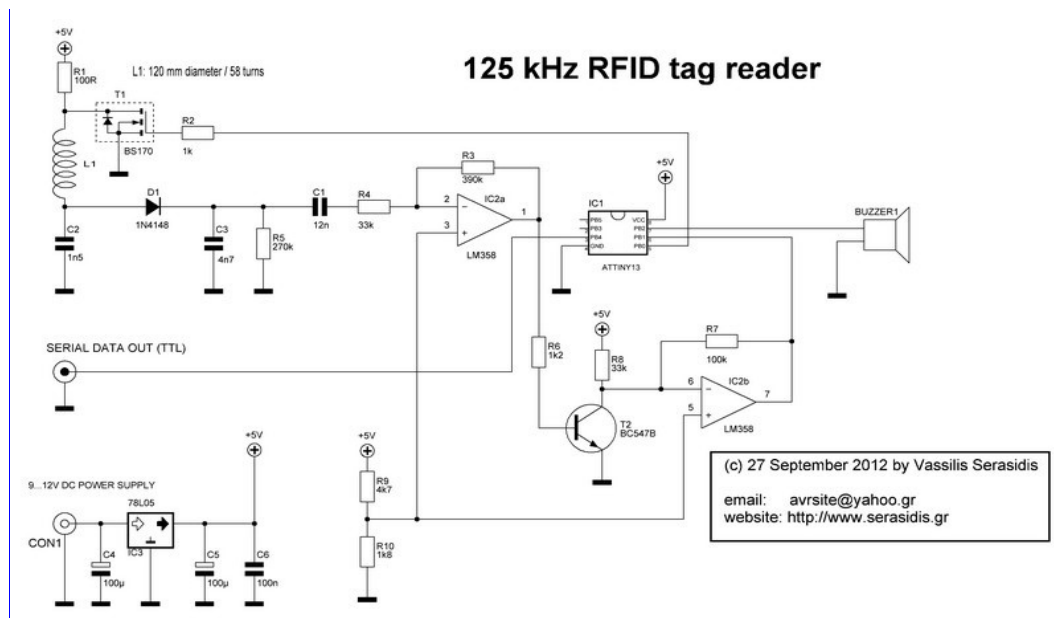 125 kHz RFID tag reader
+5V
R1
100R
L1: 120 mm diameter / 58 turns
T1
BS170
R2
1k
L1
D1
1N4148
C2
1n5
C3
4n7
R5
270k
C1
12n
R4
33k
R3
390k
2
3
1
IC2a
LM358
+5V
IC1
PB5
PB3
PB4
GND
VCC
PB2
PB1
PB0
ATTINY13
BUZZER1
SERIAL DATA OUT (TTL)
R6
1k2
+5V
R8
33k
R7
100k
T2
BC547B
6
5
7
IC2b
LM358
9...12V DC POWER SUPPLY
CON1
78L05
IC3
C4
100µ
C5
100µ
+5V
C6
100n
+5V
R9
4k7
R10
1k8
(c) 27 September 2012 by Vassilis Serasidis
email: avrsite@yahoo.gr
website: http://www.serasidis.gr